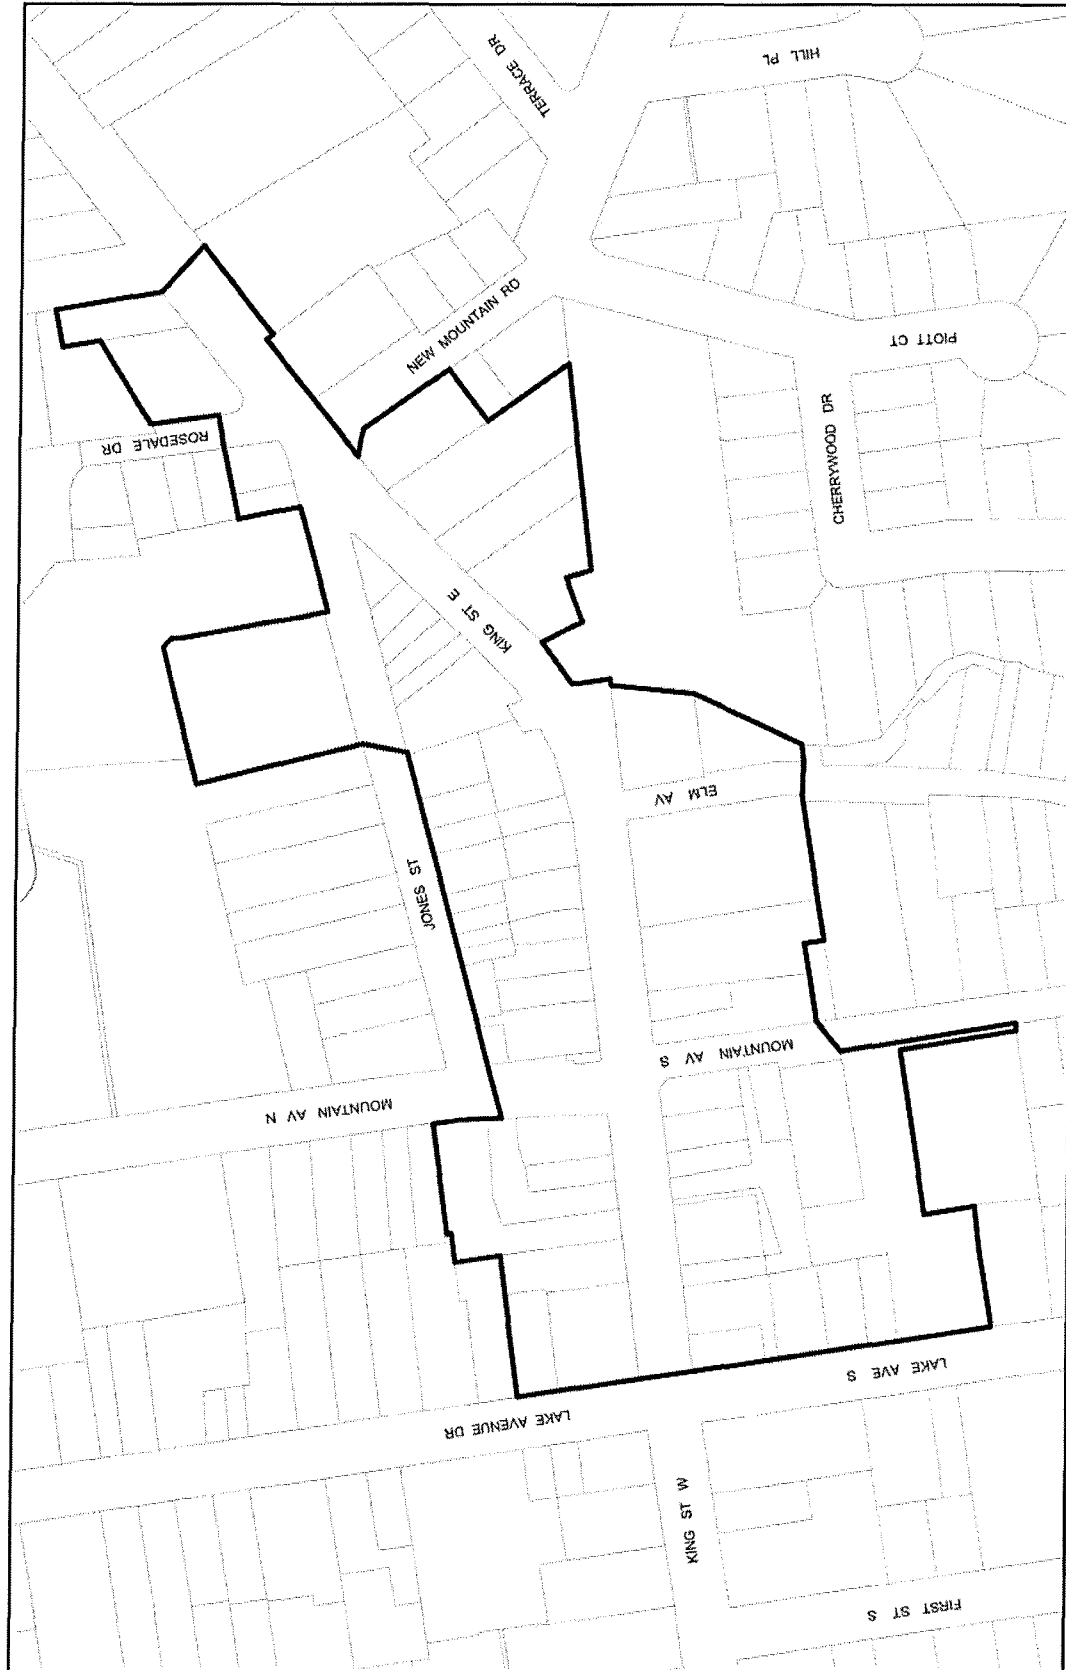 TERRACE DR
HILL PL
NEW MOUNTAIN RD
PIOTT CT
ROSEDALE DR
CHERRYWOOD DR
KING ST E
ELM AV
JONES ST
MOUNTAIN AV S
MOUNTAIN AV N
LAKE AVE S
LAKE AVENUE DR
KING ST W
FIRST ST S